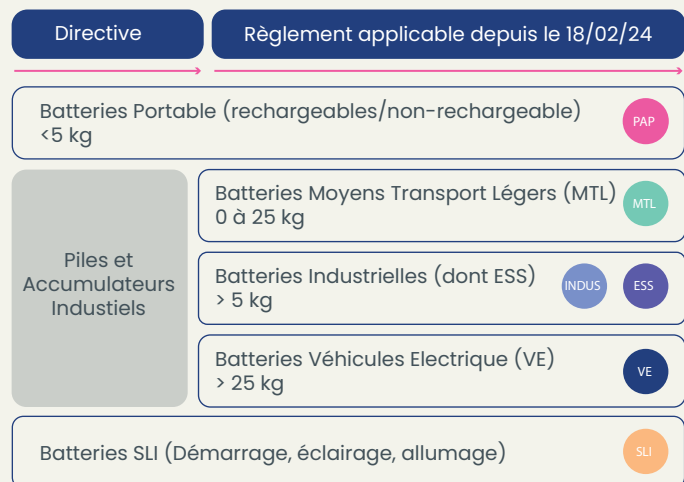 Directive
Règlement applicable depuis le 18/02/24
Batteries Portable (rechargeables/non-rechargeable)
<5 kg
PAP
Piles et
Accumulateurs
Industiels
Batteries Moyens Transport Légers (MTL)
0 à 25 kg
MTL
Batteries Industrielles (dont ESS)
> 5 kg
INDUS
ESS
Batteries Véhicules Electrique (VE)
> 25 kg
VE
Batteries SLI (Démarrage, éclairage, allumage)
SLI